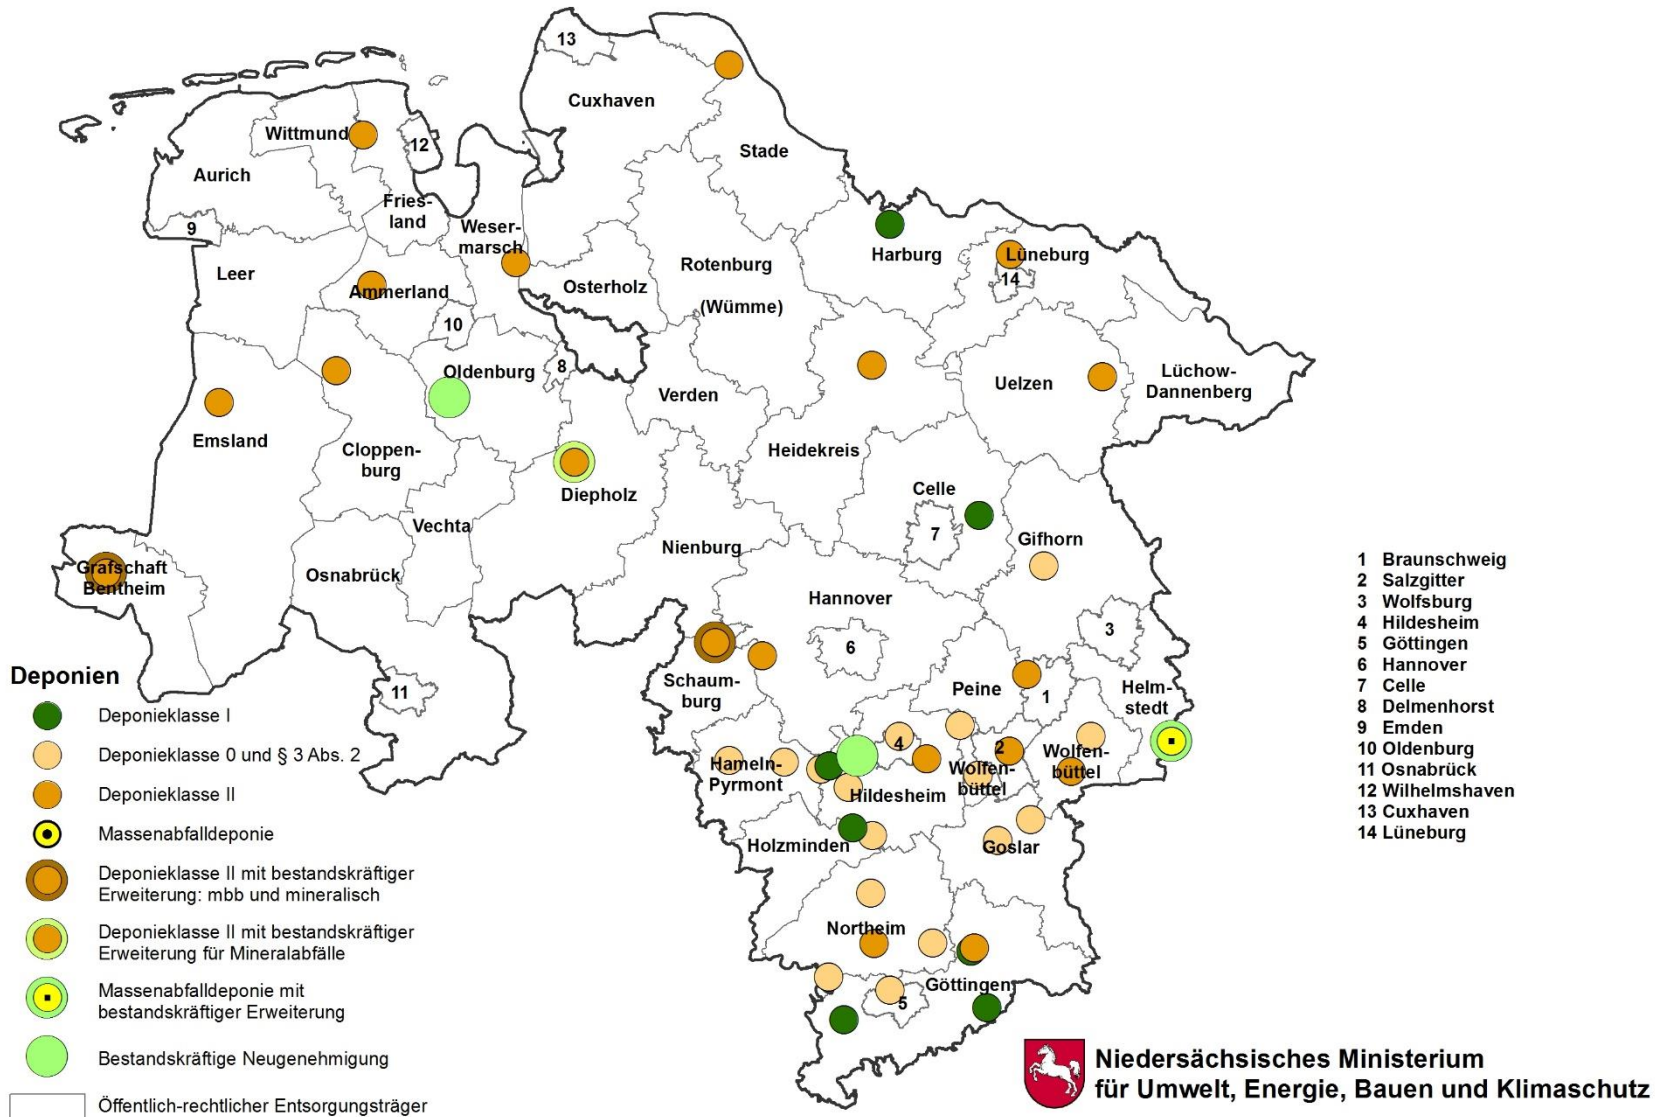 13
Cuxhaven
Wittmund
12
Stade
Aurich
Fries-
land
9
Weser-
marsch
Harburg
Lüneburg
Rotenburg
(Wümme)
Leer
14
Osterholz
Ammerland
10
8
Oldenburg
Uelzen
Lüchow-
Dannenberg
Verden
Emsland
Cloppen-
burg
Heidekreis
Celle
Diepholz
Vechta
7
Gifhorn
Nienburg
Grafschaft
Bentheim
Osnabrück
Hannover
3
6
Schaum-
burg
Peine
1
Helm-
stedt
11
4
2
Wolfen-
büttel
Wolfen-
büttel
Hameln-
Pyrmont
Hildesheim
Holzminden
Goslar
Northeim
Göttingen
5
Deponien
Deponieklasse I
Deponieklasse 0 und § 3 Abs. 2
Deponieklasse II
Massenabfalldeponie
Deponieklasse II mit bestandskräftiger
Erweiterung: mbb und mineralisch
Deponieklasse II mit bestandskräftiger
Erweiterung für Mineralabfälle
Massenabfalldeponie mit
bestandskräftiger Erweiterung
Bestandskräftige Neugenehmigung
Öffentlich-rechtlicher Entsorgungsträger
1 Braunschweig
2 Salzgitter
3 Wolfsburg
4 Hildesheim
5 Göttingen
6 Hannover
7 Celle
8 Delmenhorst
9 Emden
10 Oldenburg
11 Osnabrück
12 Wilhelmshaven
13 Cuxhaven
14 Lüneburg
Niedersächsisches Ministerium
für Umwelt, Energie, Bauen und Klimaschutz